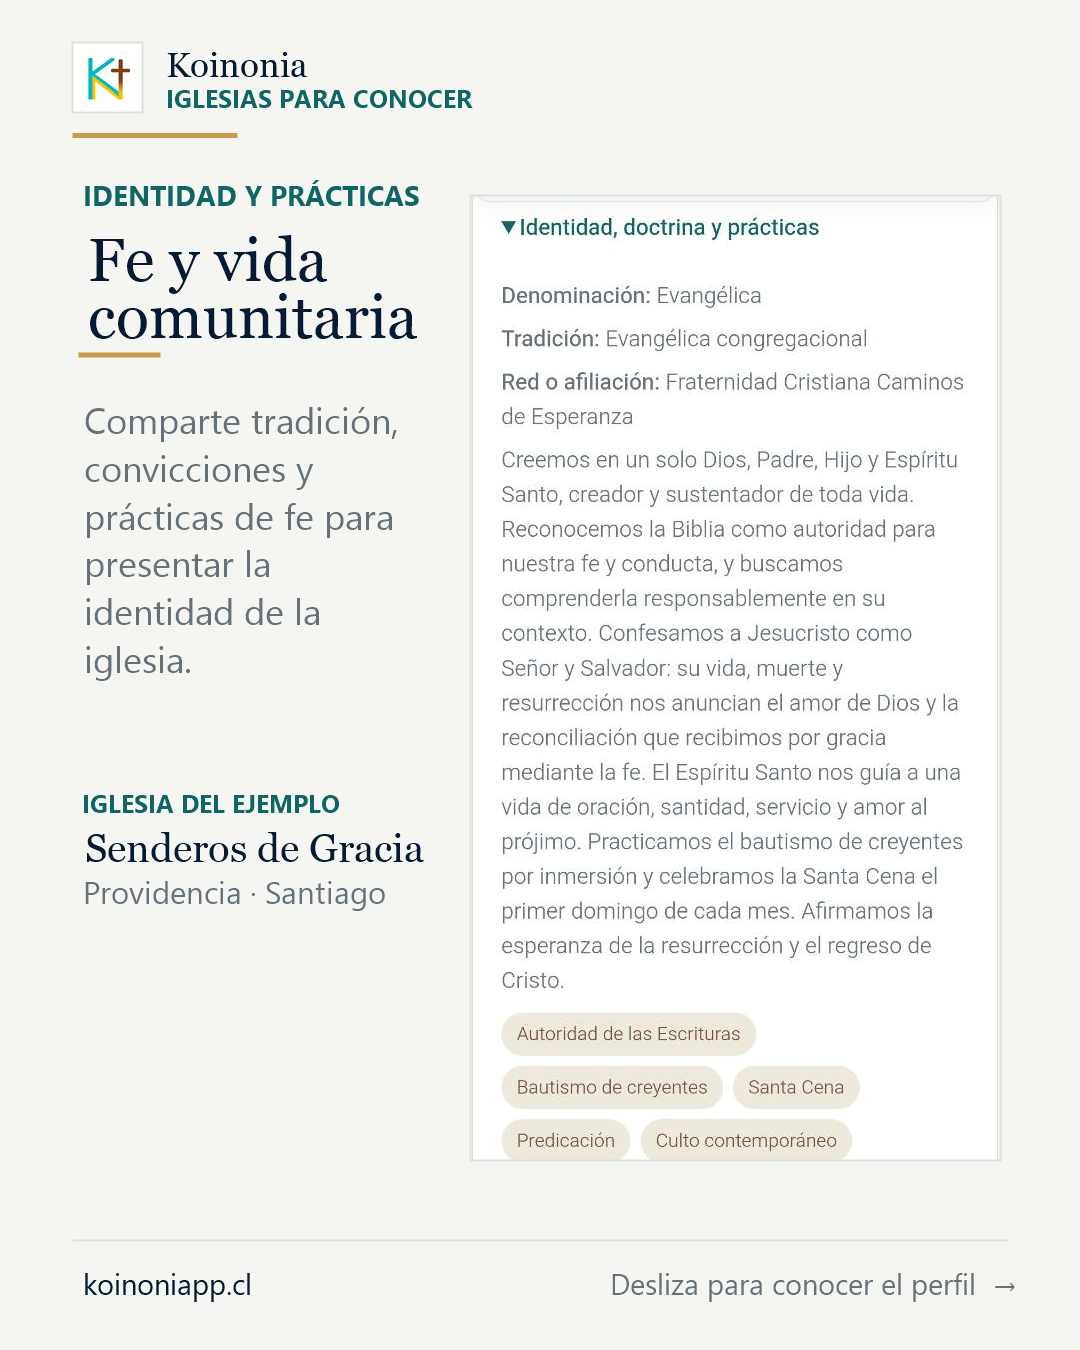 Koinonia
IGLESIAS PARA CONOCER
IDENTIDAD Y PRÁCTICAS
Fe y vida
comunitaria
Comparte tradición,
convicciones y
prácticas de fe para
presentar la
identidad de la
iglesia.
IGLESIA DEL EJEMPLO
Senderos de Gracia
Providencia · Santiago
▼Identidad, doctrina y prácticas
Denominación: Evangélica
Tradición: Evangélica congregacional
Red o afiliación: Fraternidad Cristiana Caminos
de Esperanza
Creemos en un solo Dios, Padre, Hijo y Espíritu
Santo, creador y sustentador de toda vida.
Reconocemos la Biblia como autoridad para
nuestra fe y conducta, y buscamos
comprenderla responsablemente en su
contexto. Confesamos a Jesucristo como
Señor y Salvador: su vida, muerte y
resurrección nos anuncian el amor de Dios y la
reconciliación que recibimos por gracia
mediante la fe. El Espíritu Santo nos guía a una
vida de oración, santidad, servicio y amor al
prójimo. Practicamos el bautismo de creyentes
por inmersión y celebramos la Santa Cena el
primer domingo de cada mes. Afirmamos la
esperanza de la resurrección y el regreso de
Cristo.
Autoridad de las Escrituras
Bautismo de creyentes Santa Cena
Predicación Culto contemporáneo
koinoniapp.cl
Desliza para conocer el perfil →